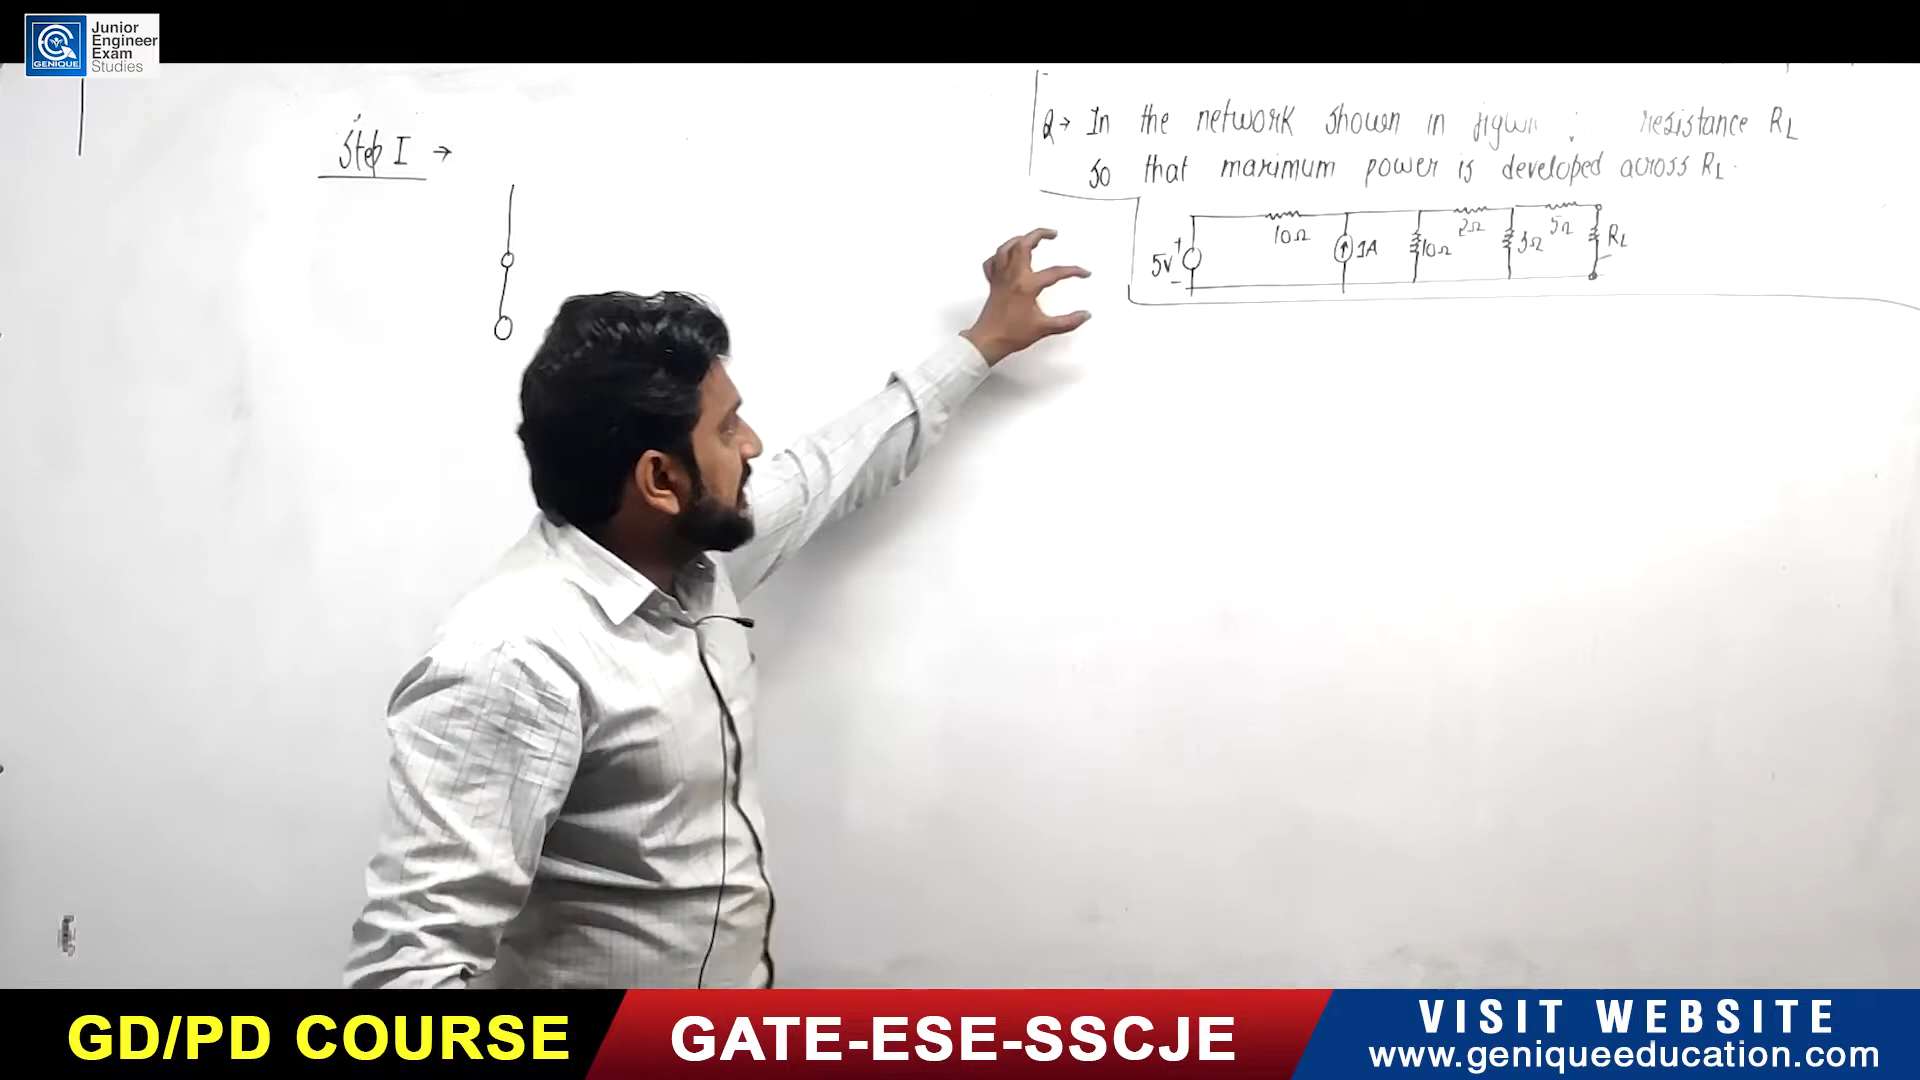 GENIQUE
Junior
Engineer
Exam
Studies
Step I →
Q→ In the network shown in resistance RL
so that maximum power is developed across RL.
10Ω
2Ω
5Ω
5V + -
1A
10Ω
3Ω
RL
GD/PD COURSE
GATE-ESE-SSCJE
VISIT WEBSITE
www.geniqueeducation.com